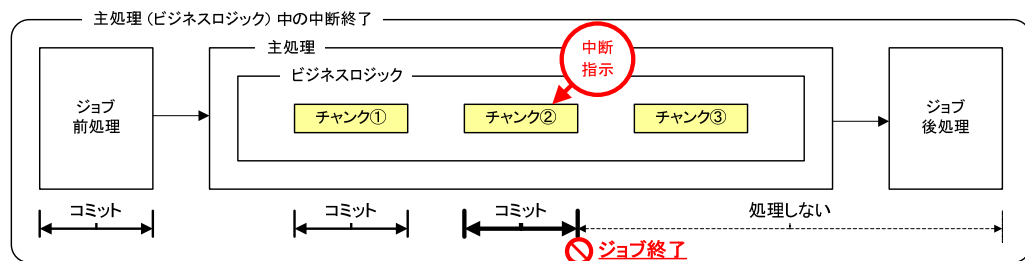 主処理(ビジネスロジック)中の中断終了
主処理
ビジネスロジック
中断
指示
ジョブ
前処理
チャンク①
チャンク②
チャンク③
ジョブ
後処理
コミット
コミット
コミット
処理しない
ジョブ終了